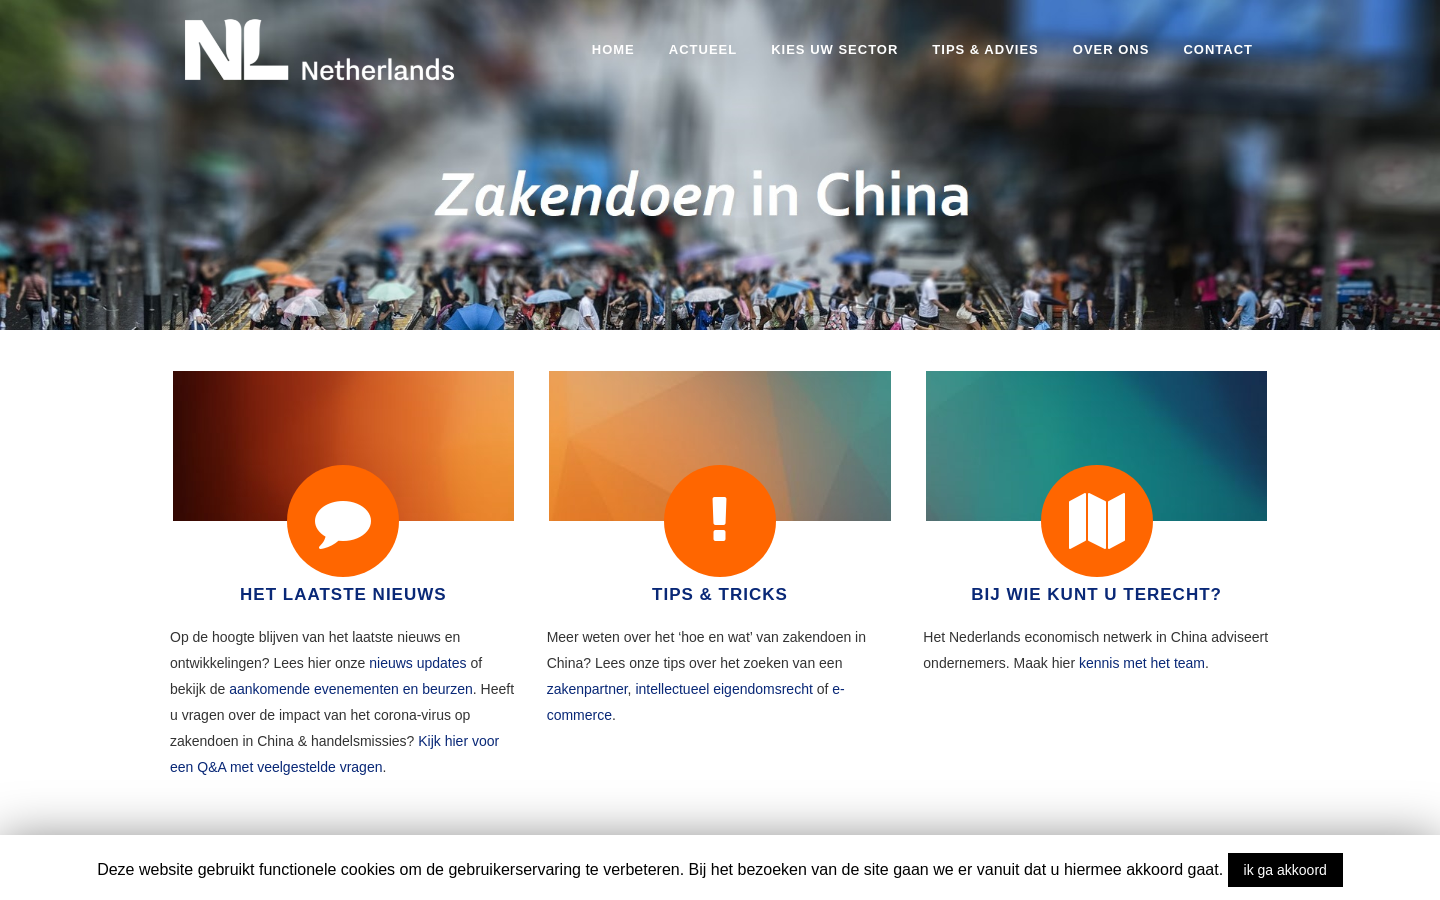 NL Netherlands
HOME ACTUEEL KIES UW SECTOR TIPS & ADVIES OVER ONS CONTACT
Zakendoen in China
HET LAATSTE NIEUWS
Op de hoogte blijven van het laatste nieuws en
ontwikkelingen? Lees hier onze nieuws updates of
bekijk de aankomende evenementen en beurzen. Heeft
u vragen over de impact van het corona-virus op
zakendoen in China & handelsmissies? Kijk hier voor
een Q&A met veelgestelde vragen.
TIPS & TRICKS
Meer weten over het ‘hoe en wat’ van zakendoen in
China? Lees onze tips over het zoeken van een
zakenpartner, intellectueel eigendomsrecht of e-
commerce.
BIJ WIE KUNT U TERECHT?
Het Nederlands economisch netwerk in China adviseert
ondernemers. Maak hier kennis met het team.
Deze website gebruikt functionele cookies om de gebruikerservaring te verbeteren. Bij het bezoeken van de site gaan we er vanuit dat u hiermee akkoord gaat. ik ga akkoord